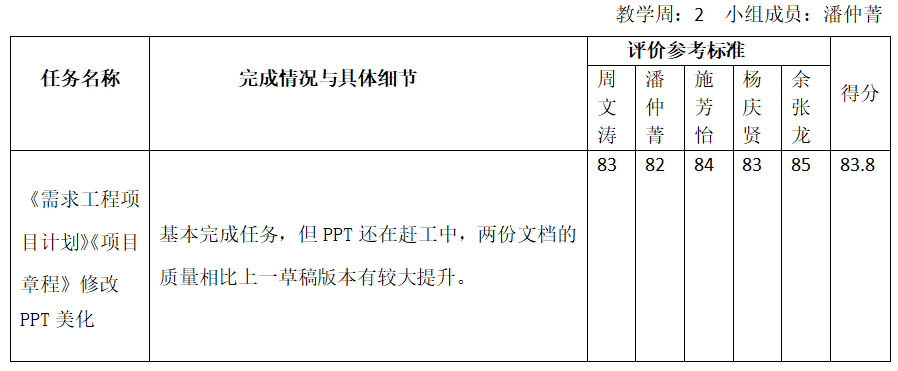 教学周：2 小组成员：潘仲菁
任务名称
完成情况与具体细节
评价参考标准
得分
周文涛
潘仲菁
施芳怡
杨庆贤
余张龙
《需求工程项
目计划》《项目
章程》修改
PPT 美化
基本完成任务，但 PPT 还在赶工中，两份文档的
质量相比上一草稿版本有较大提升。
83 82 84 83 85 83.8